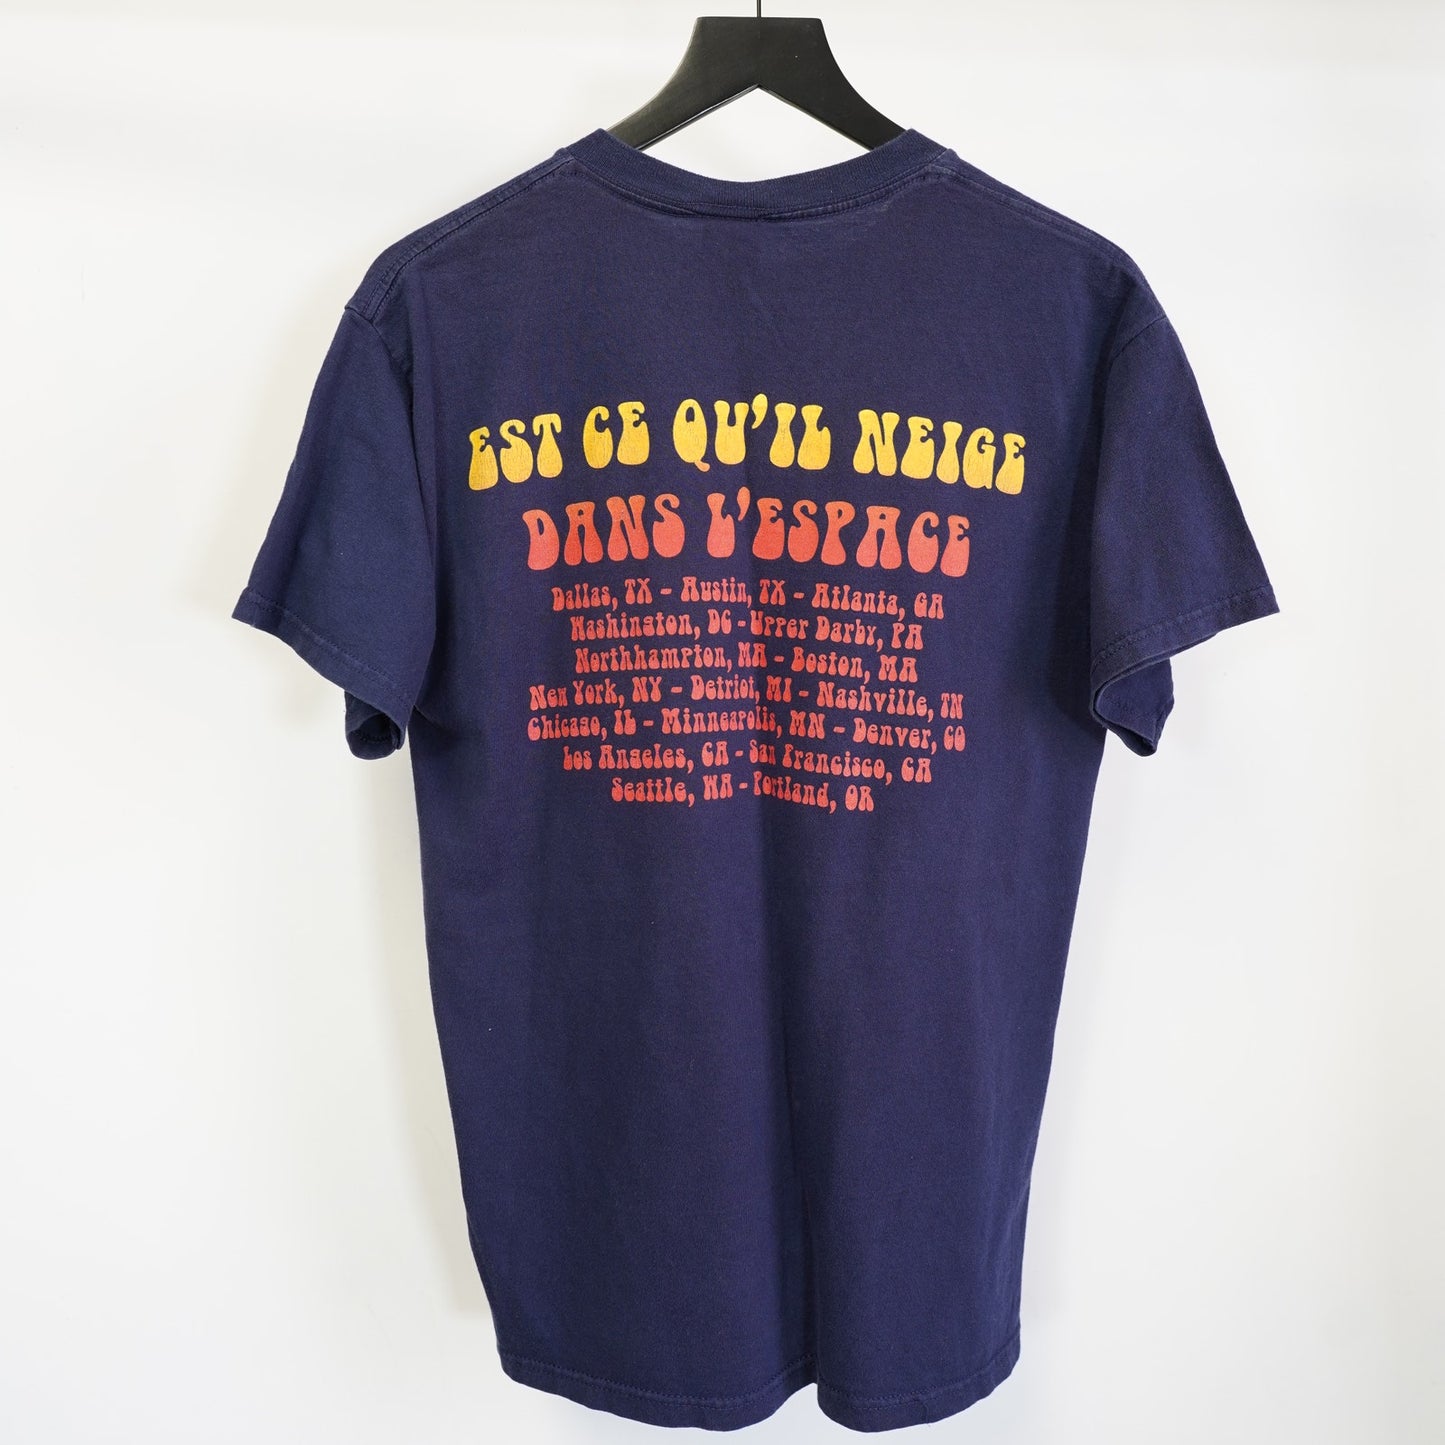 EST CE QU'IL NEIGE
DANS L'ESPACE
Dallas, TX - Austin, TX - Atlanta, GA
Washington, DC - Upper Darby, PA
Northhampton, MA - Boston, MA
New York, NY - Detriot, MI - Nashville, TN
Chicago, IL - Minneapolis, MN - Denver, CO
Los Angeles, CA - San Francisco, CA
Seattle, WA - Portland, OR